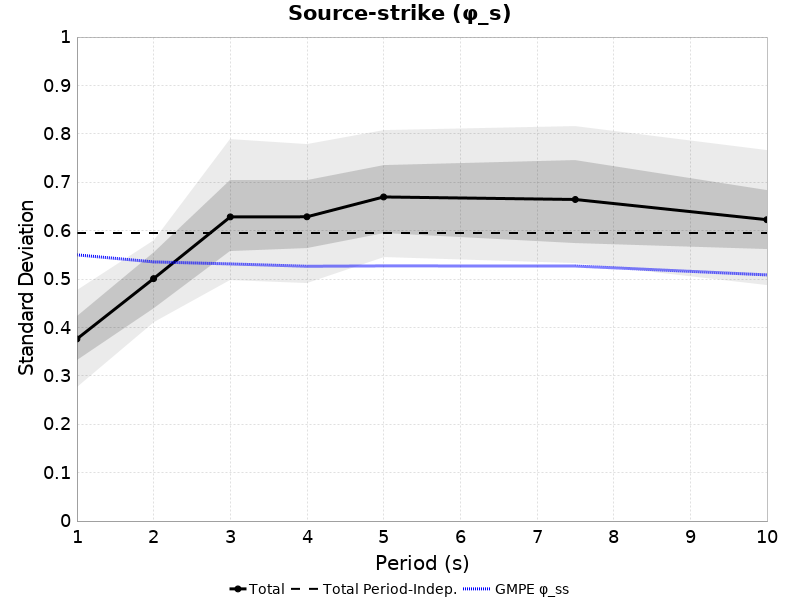 Source-strike (φ_s)
Standard Deviation
1
0.9
0.8
0.7
0.6
0.5
0.4
0.3
0.2
0.1
0
1 2 3 4 5 6 7 8 9 10
Period (s)
Total Total Period-Indep. GMPE φ_ss